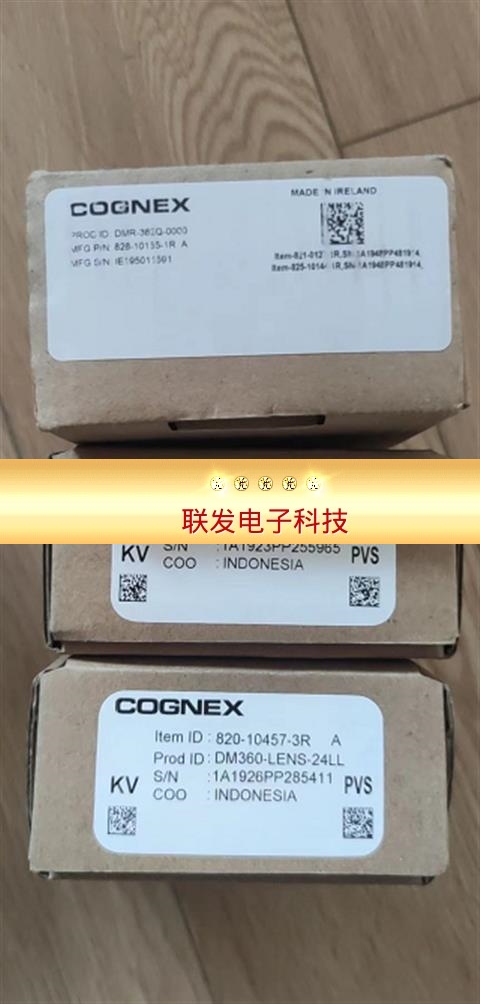 COGNEX
MADE IN IRELAND
PROD ID: DMR-362Q-0000
MFG P/N: 828-10155-1R A
MFG S/N: IE195011591
联发电子科技
KV
S/N :1A1923PP255965
COO : INDONESIA
PVS
COGNEX
Item ID : 820-10457-3R A
Prod ID : DM360-LENS-24LL
KV
S/N :1A1926PP285411
COO : INDONESIA
PVS